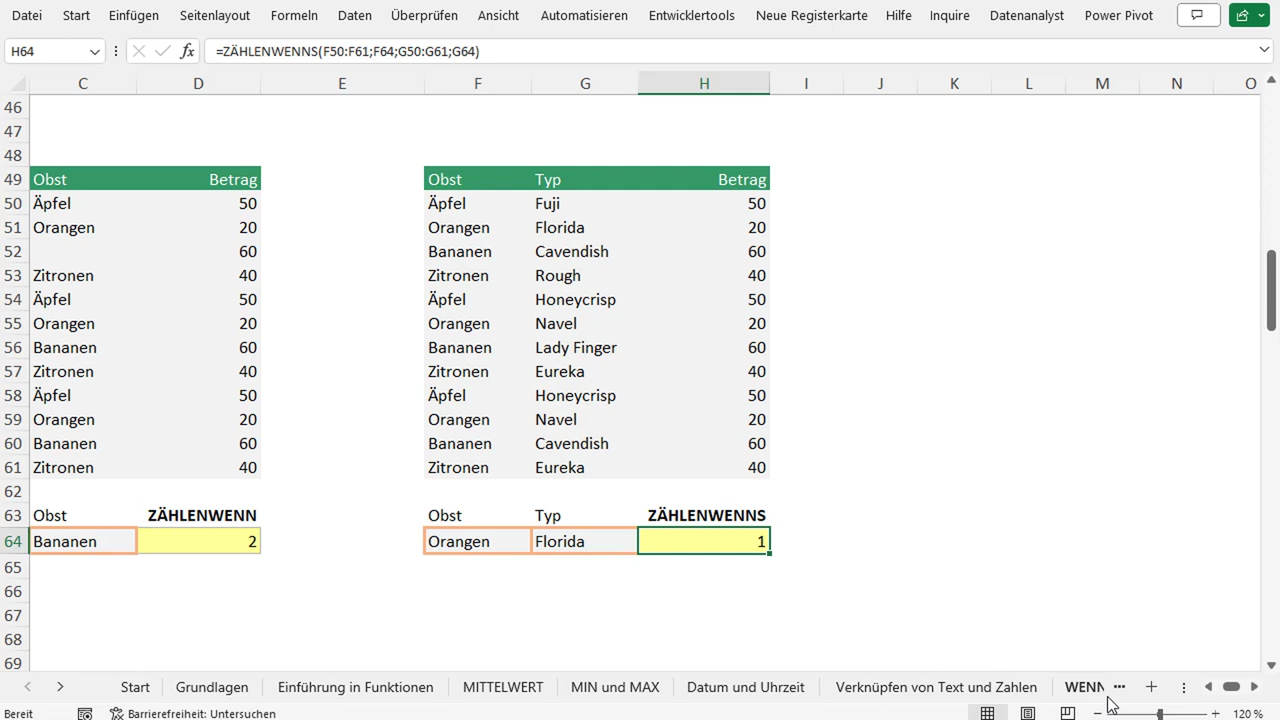 Datei Start Einfügen Seitenlayout Formeln Daten Überprüfen Ansicht Automatisieren Entwicklertools Neue Registerkarte Hilfe Inquire Datenanalyst Power Pivot
H64 fx =ZÄHLENWENNS(F50:F61;F64;G50:G61;G64)
C D E F G H I J K L M N O
46
47
48
49 Obst Betrag Obst Typ Betrag
50 Äpfel 50 Äpfel Fuji 50
51 Orangen 20 Orangen Florida 20
52 60 Bananen Cavendish 60
53 Zitronen 40 Zitronen Rough 40
54 Äpfel 50 Äpfel Honeycrisp 50
55 Orangen 20 Orangen Navel 20
56 Bananen 60 Bananen Lady Finger 60
57 Zitronen 40 Zitronen Eureka 40
58 Äpfel 50 Äpfel Honeycrisp 50
59 Orangen 20 Orangen Navel 20
60 Bananen 60 Bananen Cavendish 60
61 Zitronen 40 Zitronen Eureka 40
62
63 Obst ZÄHLENWENN Obst Typ ZÄHLENWENNS
64 Bananen 2 Orangen Florida 1
65
66
67
68
69
Start Grundlagen Einführung in Funktionen MITTELWERT MIN und MAX Datum und Uhrzeit Verknüpfen von Text und Zahlen WENN ...
Bereit Barrierefreiheit: Untersuchen 120 %